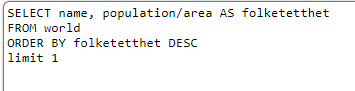 SELECT name, population/area AS folketetthet
FROM world
ORDER BY folketetthet DESC
limit 1